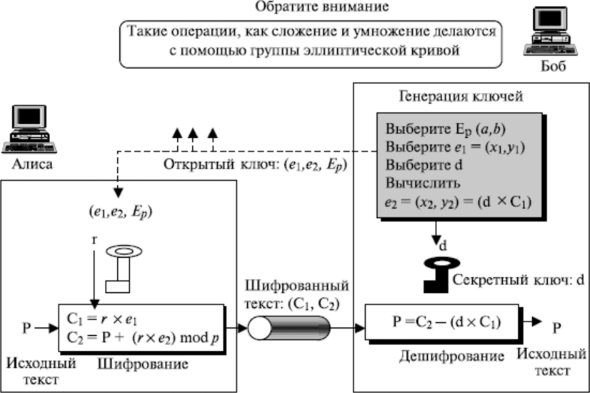 Обратите внимание
Такие операции, как сложение и умножение делаются
с помощью группы эллиптической кривой
Боб
Алиса
Генерация ключей
Выберите Ep (a,b)
Выберите e1 = (x1,y1)
Выберите d
Вычислить
e2 = (x2, y2) = (d × C1)
Открытый ключ: (e1,e2, Ep)
(e1,e2, Ep)
r
d
Секретный ключ: d
Шифрованный
текст: (C1, C2)
P
C1 = r × e1
C2 = P + (r × e2) mod p
P =C2 – (d × C1)
P
Исходный
текст
Шифрование
Дешифрование
Исходный
текст